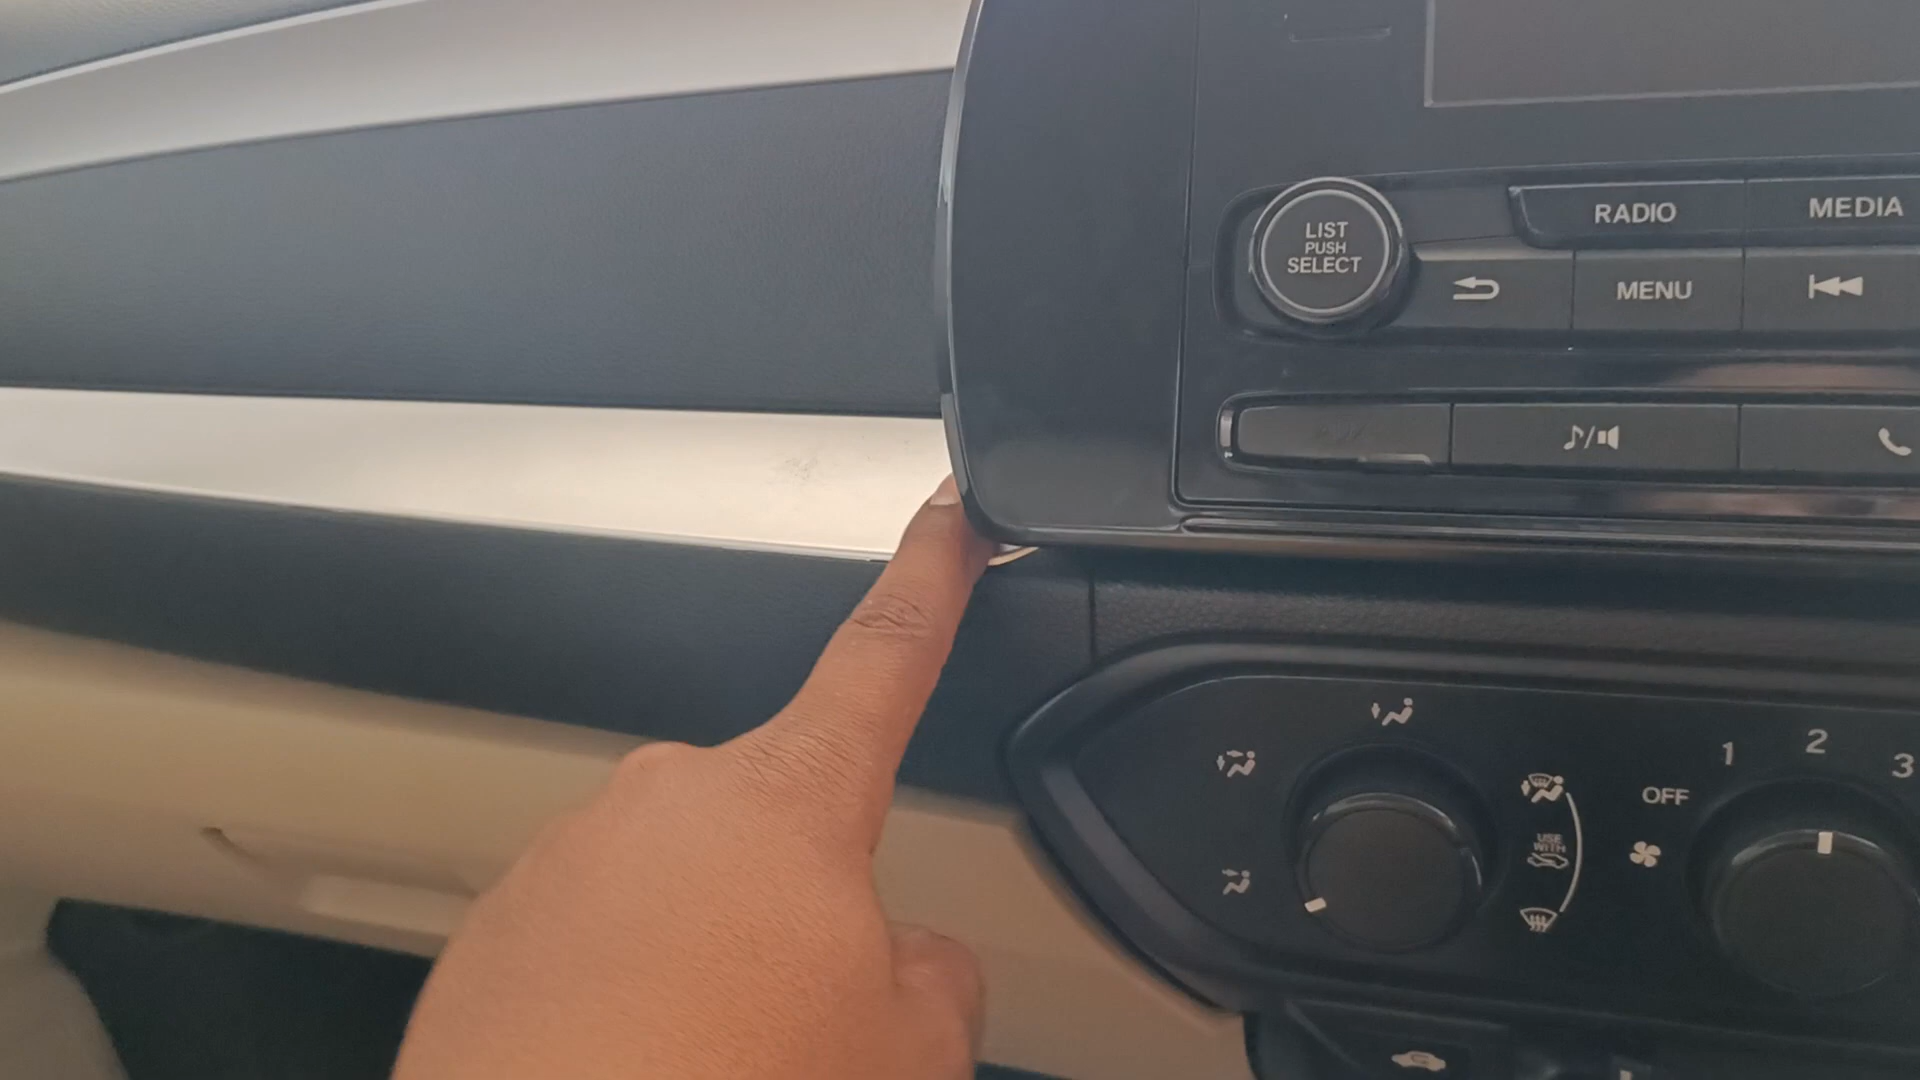 LIST
PUSH
SELECT
RADIO
MEDIA
MENU
1
2
3
OFF
USE
WITH